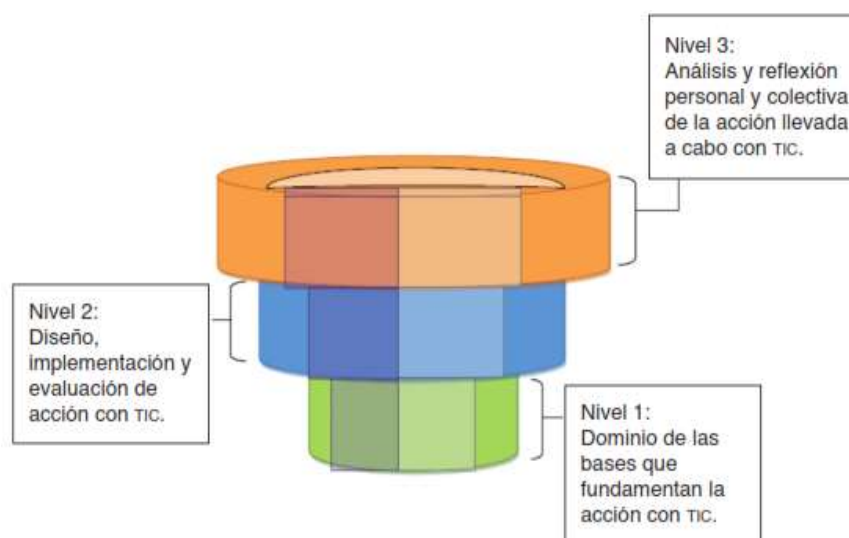 Nivel 3:
Análisis y reflexión
personal y colectiva
de la acción llevada
a cabo con TIC.
Nivel 2:
Diseño,
implementación y
evaluación de
acción con TIC.
Nivel 1:
Dominio de las
bases que
fundamentan la
acción con TIC.